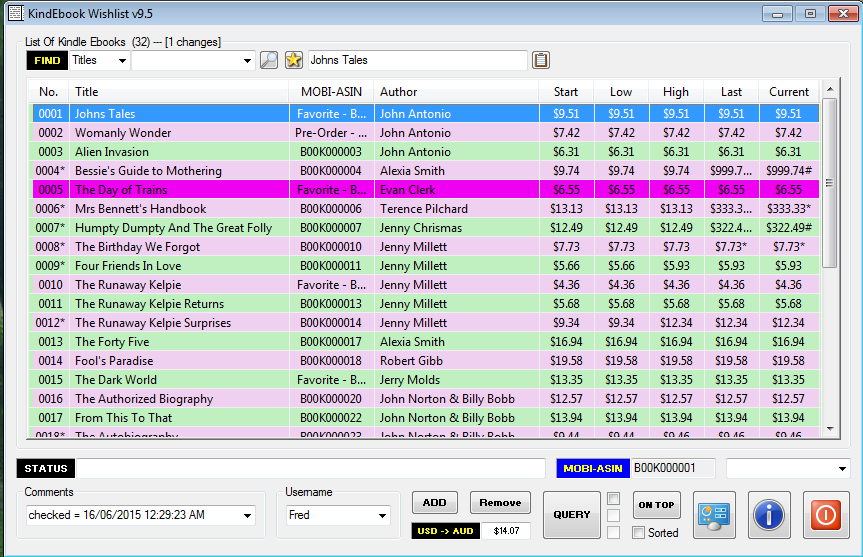 KindEbook Wishlist v9.5
List Of Kindle Ebooks (32) --- [1 changes]
FIND Titles Johns Tales
No. Title MOBI-ASIN Author Start Low High Last Current
0001 Johns Tales Favorite - B... John Antonio $9.51 $9.51 $9.51 $9.51 $9.51
0002 Womanly Wonder Pre-Order - ... John Antonio $7.42 $7.42 $7.42 $7.42 $7.42
0003 Alien Invasion B00K000003 John Antonio $6.31 $6.31 $6.31 $6.31 $6.31
0004* Bessie's Guide to Mothering B00K000004 Alexia Smith $9.74 $9.74 $9.74 $999.7... $999.74#
0005 The Day of Trains Favorite - B... Evan Clerk $6.55 $6.55 $6.55 $6.55 $6.55
0006* Mrs Bennett's Handbook B00K000006 Terence Pilchard $13.13 $13.13 $13.13 $333.3... $333.33*
0007* Humpty Dumpty And The Great Folly B00K000007 Jenny Chrismas $12.49 $12.49 $12.49 $322.4... $322.49#
0008* The Birthday We Forgot B00K000010 Jenny Millett $7.73 $7.73 $7.73 $7.73* $7.73*
0009* Four Friends In Love B00K000011 Jenny Millett $5.66 $5.66 $5.93 $5.93 $5.93
0010 The Runaway Kelpie Favorite - B... Jenny Millett $4.36 $4.36 $4.36 $4.36 $4.36
0011 The Runaway Kelpie Returns B00K000013 Jenny Millett $5.68 $5.68 $5.68 $5.68 $5.68
0012* The Runaway Kelpie Surprises B00K000014 Jenny Millett $9.34 $9.34 $12.34 $12.34 $12.34
0013 The Forty Five B00K000017 Alexia Smith $16.94 $16.94 $16.94 $16.94 $16.94
0014 Fool's Paradise B00K000018 Robert Gibb $19.58 $19.58 $19.58 $19.58 $19.58
0015 The Dark World Favorite - B... Jerry Molds $13.35 $13.35 $13.35 $13.35 $13.35
0016 The Authorized Biography B00K000020 John Norton & Billy Bobb $12.57 $12.57 $12.57 $12.57 $12.57
0017 From This To That B00K000022 John Norton & Billy Bobb $13.94 $13.94 $13.94 $13.94 $13.94
0018* The Autobiography B00K000023 John Norton & Billy Bobb $9.44 $9.44 $9.46 $9.46 $9.46
STATUS MOBI-ASIN B00K000001
Comments Username
checked = 16/06/2015 12:29:23 AM Fred ADD Remove QUERY ON TOP
USD -> AUD $14.07 Sorted